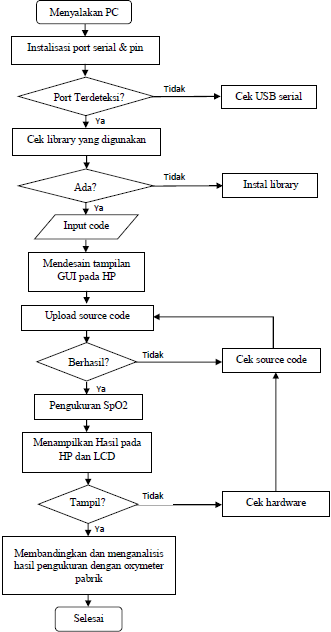 Menyalakan PC
Instalisasi port serial & pin
Port Terdeteksi?
Tidak
Cek USB serial
Ya
Cek library yang digunakan
Ada?
Tidak
Instal library
Ya
Input code
Mendesain tampilan
GUI pada HP
Upload source code
Berhasil?
Tidak
Cek source code
Ya
Pengukuran SpO2
Menampilkan Hasil pada
HP dan LCD
Tampil?
Tidak
Cek hardware
Ya
Membandingkan dan menganalisis
hasil pengukuran dengan oxymeter
pabrik
Selesai